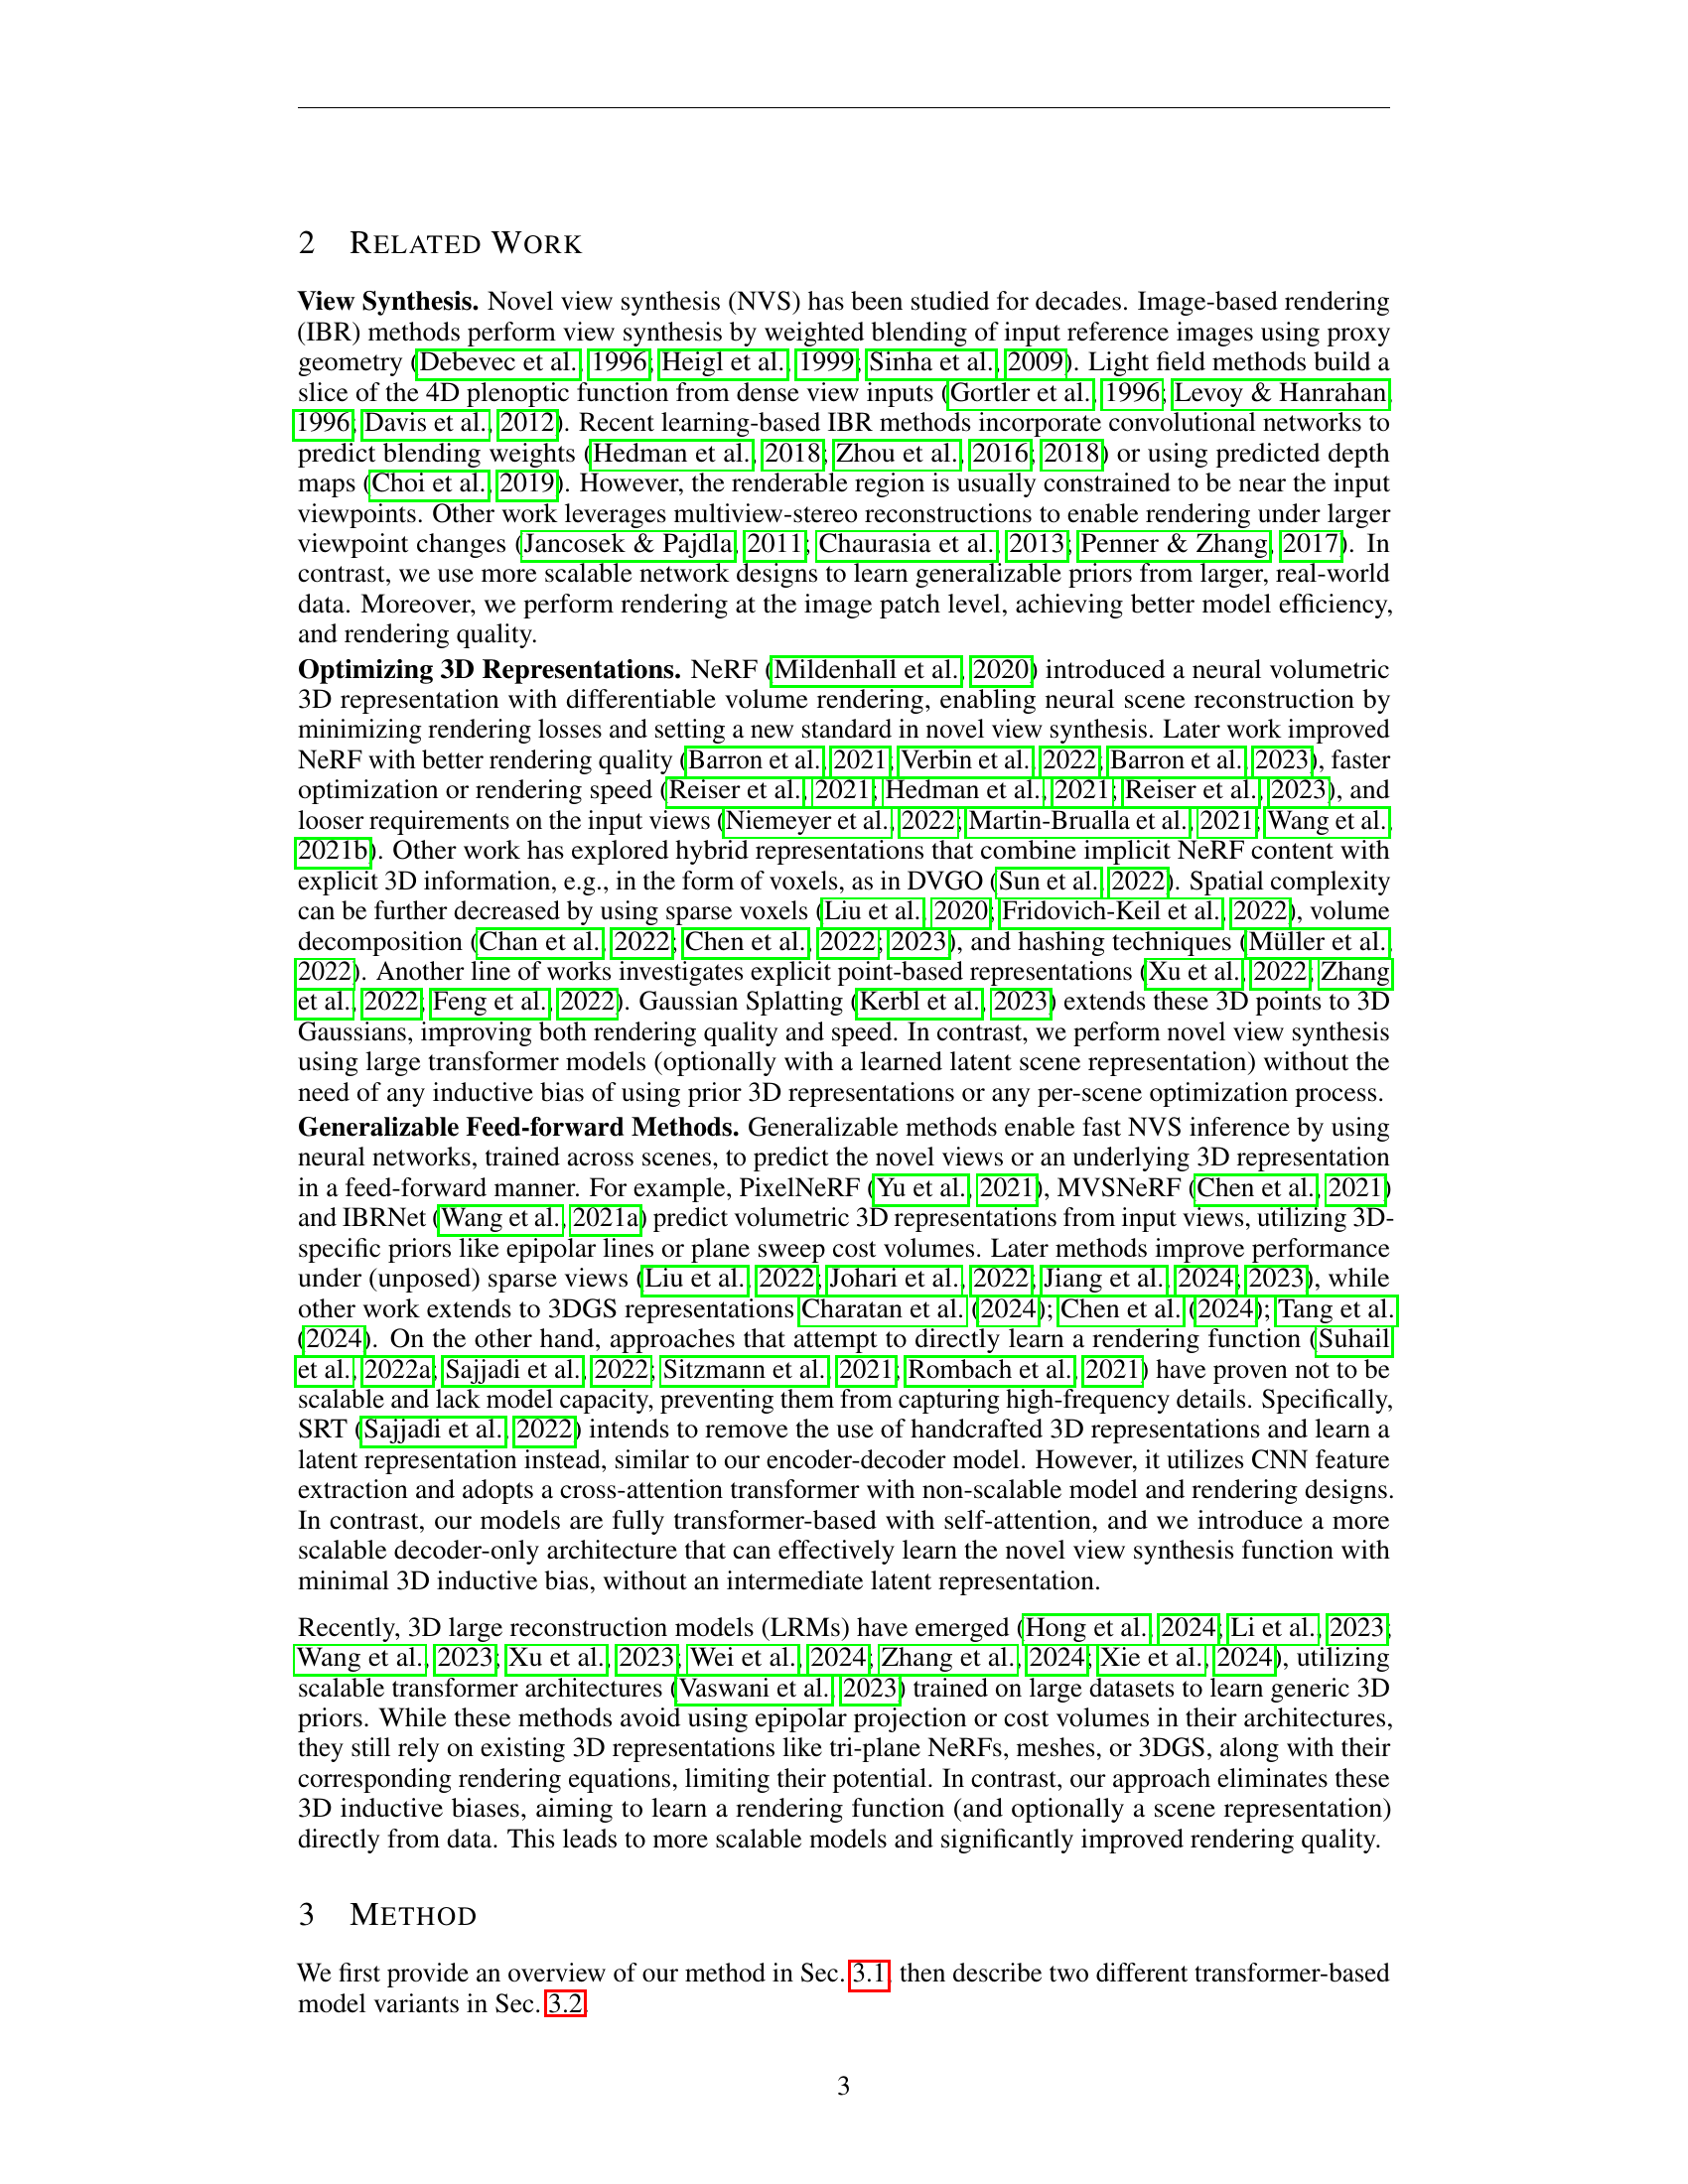 2 RELATED WORK
View Synthesis. Novel view synthesis (NVS) has been studied for decades. Image-based rendering
(IBR) methods perform view synthesis by weighted blending of input reference images using proxy
geometry (Debevec et al., 1996; Heigl et al., 1999; Sinha et al., 2009). Light field methods build a
slice of the 4D plenoptic function from dense view inputs (Gortler et al., 1996; Levoy & Hanrahan,
1996; Davis et al., 2012). Recent learning-based IBR methods incorporate convolutional networks to
predict blending weights (Hedman et al., 2018; Zhou et al., 2016; 2018) or using predicted depth
maps (Choi et al., 2019). However, the renderable region is usually constrained to be near the input
viewpoints. Other work leverages multiview-stereo reconstructions to enable rendering under larger
viewpoint changes (Jancosek & Pajdla, 2011; Chaurasia et al., 2013; Penner & Zhang, 2017). In
contrast, we use more scalable network designs to learn generalizable priors from larger, real-world
data. Moreover, we perform rendering at the image patch level, achieving better model efficiency,
and rendering quality.
Optimizing 3D Representations. NeRF (Mildenhall et al., 2020) introduced a neural volumetric
3D representation with differentiable volume rendering, enabling neural scene reconstruction by
minimizing rendering losses and setting a new standard in novel view synthesis. Later work improved
NeRF with better rendering quality (Barron et al., 2021; Verbin et al., 2022; Barron et al., 2023), faster
optimization or rendering speed (Reiser et al., 2021; Hedman et al., 2021; Reiser et al., 2023), and
looser requirements on the input views (Niemeyer et al., 2022; Martin-Brualla et al., 2021; Wang et al.,
2021b). Other work has explored hybrid representations that combine implicit NeRF content with
explicit 3D information, e.g., in the form of voxels, as in DVGO (Sun et al., 2022). Spatial complexity
can be further decreased by using sparse voxels (Liu et al., 2020; Fridovich-Keil et al., 2022), volume
decomposition (Chan et al., 2022; Chen et al., 2022; 2023), and hashing techniques (Müller et al.,
2022). Another line of works investigates explicit point-based representations (Xu et al., 2022; Zhang
et al., 2022; Feng et al., 2022). Gaussian Splatting (Kerbl et al., 2023) extends these 3D points to 3D
Gaussians, improving both rendering quality and speed. In contrast, we perform novel view synthesis
using large transformer models (optionally with a learned latent scene representation) without the
need of any inductive bias of using prior 3D representations or any per-scene optimization process.
Generalizable Feed-forward Methods. Generalizable methods enable fast NVS inference by using
neural networks, trained across scenes, to predict the novel views or an underlying 3D representation
in a feed-forward manner. For example, PixelNeRF (Yu et al., 2021), MVSNeRF (Chen et al., 2021)
and IBRNet (Wang et al., 2021a) predict volumetric 3D representations from input views, utilizing 3D-
specific priors like epipolar lines or plane sweep cost volumes. Later methods improve performance
under (unposed) sparse views (Liu et al., 2022; Johari et al., 2022; Jiang et al., 2024; 2023), while
other work extends to 3DGS representations Charatan et al. (2024); Chen et al. (2024); Tang et al.
(2024). On the other hand, approaches that attempt to directly learn a rendering function (Suhail
et al., 2022a; Sajjadi et al., 2022; Sitzmann et al., 2021; Rombach et al., 2021) have proven not to be
scalable and lack model capacity, preventing them from capturing high-frequency details. Specifically,
SRT (Sajjadi et al., 2022) intends to remove the use of handcrafted 3D representations and learn a
latent representation instead, similar to our encoder-decoder model. However, it utilizes CNN feature
extraction and adopts a cross-attention transformer with non-scalable model and rendering designs.
In contrast, our models are fully transformer-based with self-attention, and we introduce a more
scalable decoder-only architecture that can effectively learn the novel view synthesis function with
minimal 3D inductive bias, without an intermediate latent representation.
Recently, 3D large reconstruction models (LRMs) have emerged (Hong et al., 2024; Li et al., 2023;
Wang et al., 2023; Xu et al., 2023; Wei et al., 2024; Zhang et al., 2024; Xie et al., 2024), utilizing
scalable transformer architectures (Vaswani et al., 2023) trained on large datasets to learn generic 3D
priors. While these methods avoid using epipolar projection or cost volumes in their architectures,
they still rely on existing 3D representations like tri-plane NeRFs, meshes, or 3DGS, along with their
corresponding rendering equations, limiting their potential. In contrast, our approach eliminates these
3D inductive biases, aiming to learn a rendering function (and optionally a scene representation)
directly from data. This leads to more scalable models and significantly improved rendering quality.
3 METHOD
We first provide an overview of our method in Sec. 3.1, then describe two different transformer-based
model variants in Sec. 3.2.
3